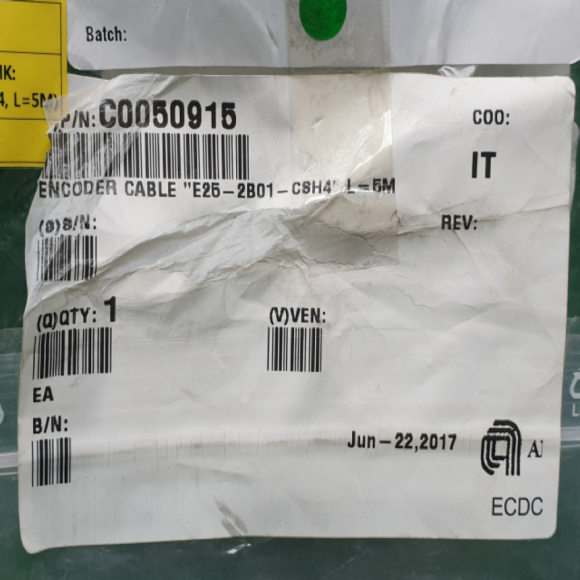 Batch:
4, L=5M)
P/N: C0050915
COO:
IT
ENCODER CABLE "E25-2B01-C8H4" L=5M
(S)S/N:
REV:
(Q)QTY: 1
(V)VEN:
EA
B/N:
Jun-22,2017
ECDC